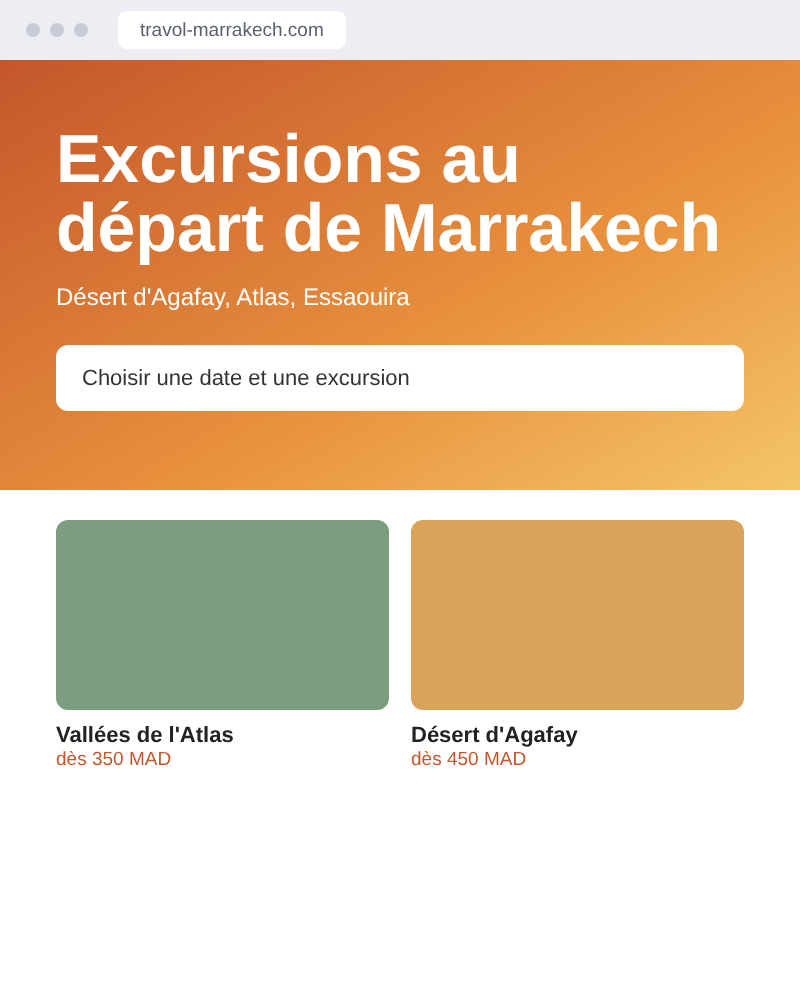 travol-marrakech.com
Excursions au
départ de Marrakech
Désert d'Agafay, Atlas, Essaouira
Choisir une date et une excursion
Vallées de l'Atlas
dès 350 MAD
Désert d'Agafay
dès 450 MAD